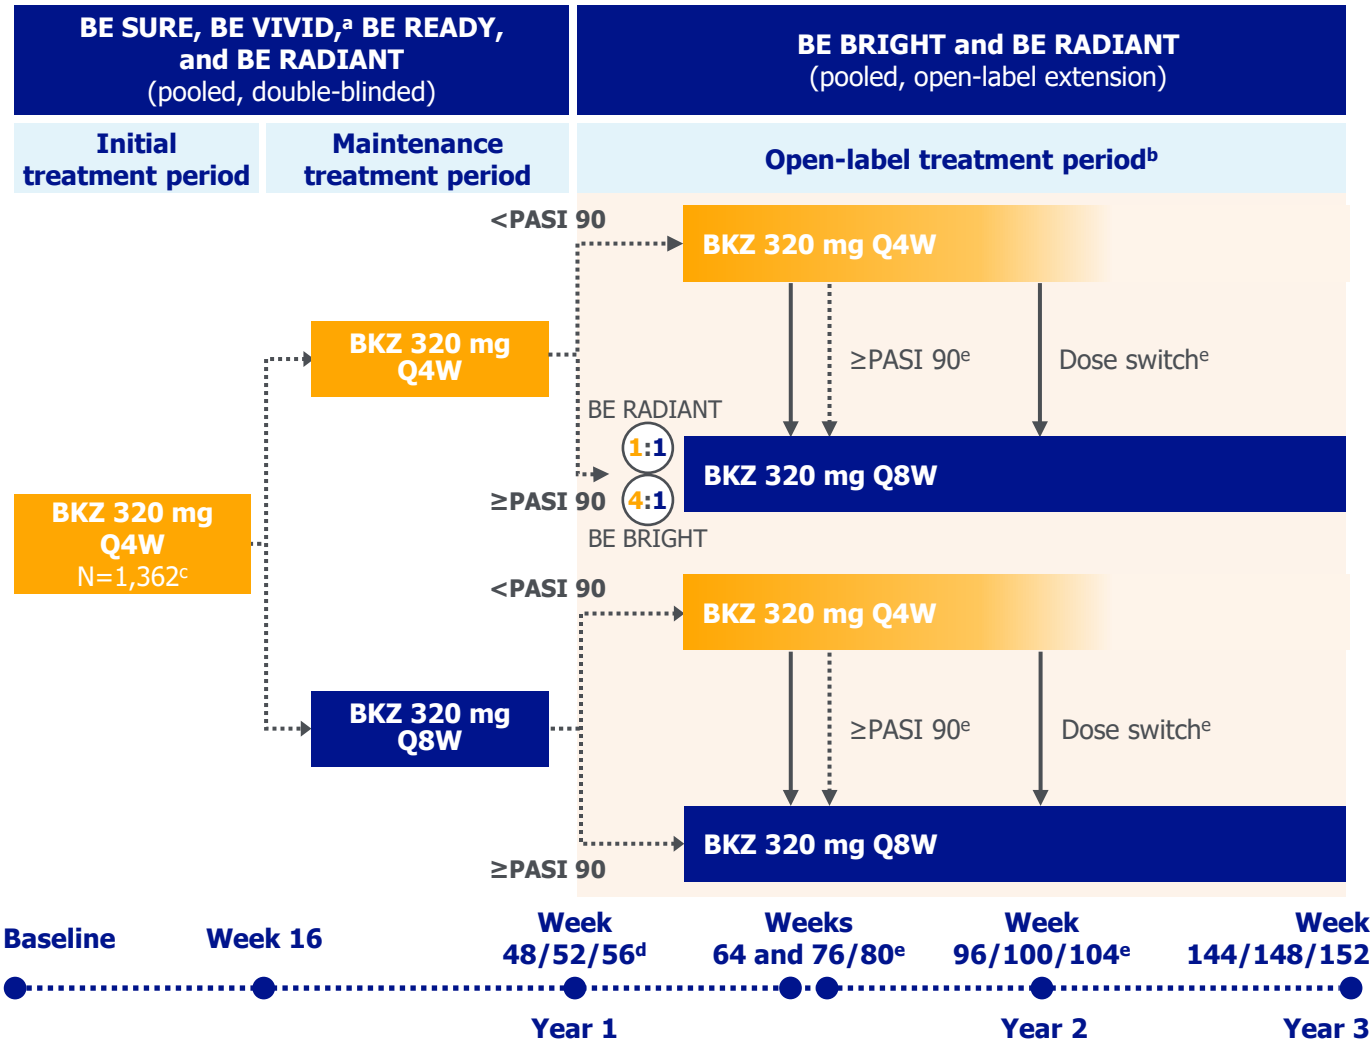 BE SURE, BE VIVID,ᵃ BE READY,
and BE RADIANT
(pooled, double-blinded)
BE BRIGHT and BE RADIANT
(pooled, open-label extension)
Initial
treatment period
Maintenance
treatment period
Open-label treatment periodᵇ
<PASI 90
BKZ 320 mg Q4W
BKZ 320 mg
Q4W
≥PASI 90ᵉ
Dose switchᵉ
BE RADIANT
1:1
BKZ 320 mg Q8W
≥PASI 90
4:1
BE BRIGHT
BKZ 320 mg
Q4W
N=1,362ᶜ
<PASI 90
BKZ 320 mg Q4W
BKZ 320 mg
Q8W
≥PASI 90ᵉ
Dose switchᵉ
BKZ 320 mg Q8W
≥PASI 90
Baseline
Week 16
Week
48/52/56ᵈ
Weeks
64 and 76/80ᵉ
Week
96/100/104ᵉ
Week
144/148/152
Year 1
Year 2
Year 3